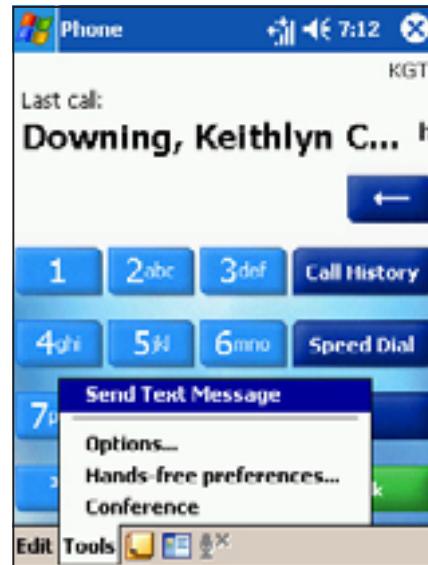 Phone 7:12
KGT
Last call:
Downing, Keithlyn C... h
1 2abc 3def Call History
4ghi 5jkl 6mno Speed Dial
7
Send Text Message
Options...
Hands-free preferences...
Conference
k
Edit Tools